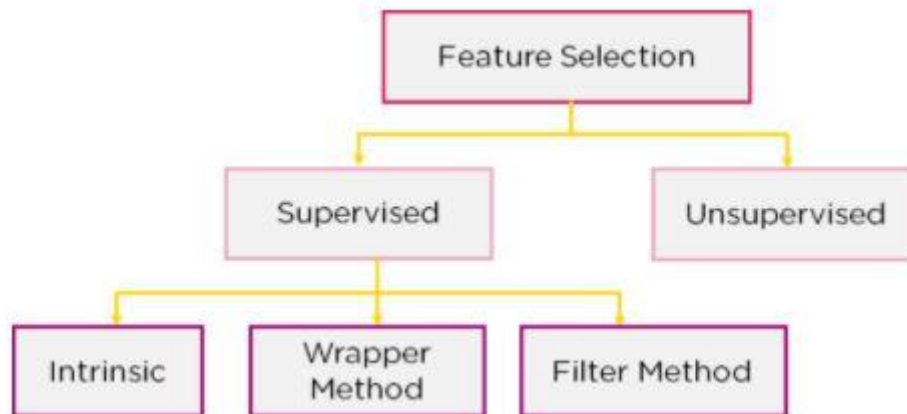 Feature Selection
Supervised
Unsupervised
Intrinsic
Wrapper
Method
Filter Method